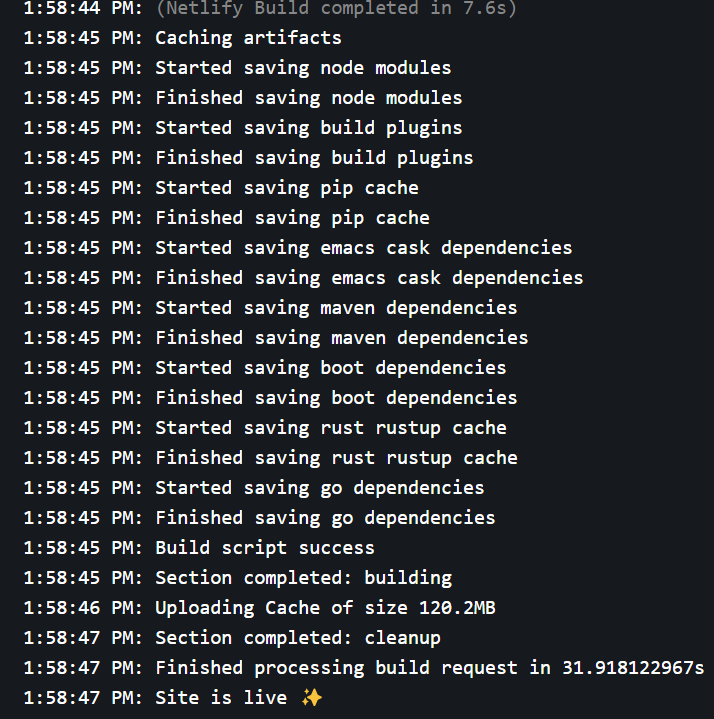 1:58:44 PM: (Netlify Build completed in 7.6s)
1:58:45 PM: Caching artifacts
1:58:45 PM: Started saving node modules
1:58:45 PM: Finished saving node modules
1:58:45 PM: Started saving build plugins
1:58:45 PM: Finished saving build plugins
1:58:45 PM: Started saving pip cache
1:58:45 PM: Finished saving pip cache
1:58:45 PM: Started saving emacs cask dependencies
1:58:45 PM: Finished saving emacs cask dependencies
1:58:45 PM: Started saving maven dependencies
1:58:45 PM: Finished saving maven dependencies
1:58:45 PM: Started saving boot dependencies
1:58:45 PM: Finished saving boot dependencies
1:58:45 PM: Started saving rust rustup cache
1:58:45 PM: Finished saving rust rustup cache
1:58:45 PM: Started saving go dependencies
1:58:45 PM: Finished saving go dependencies
1:58:45 PM: Build script success
1:58:45 PM: Section completed: building
1:58:46 PM: Uploading Cache of size 120.2MB
1:58:47 PM: Section completed: cleanup
1:58:47 PM: Finished processing build request in 31.918122967s
1:58:47 PM: Site is live ✨